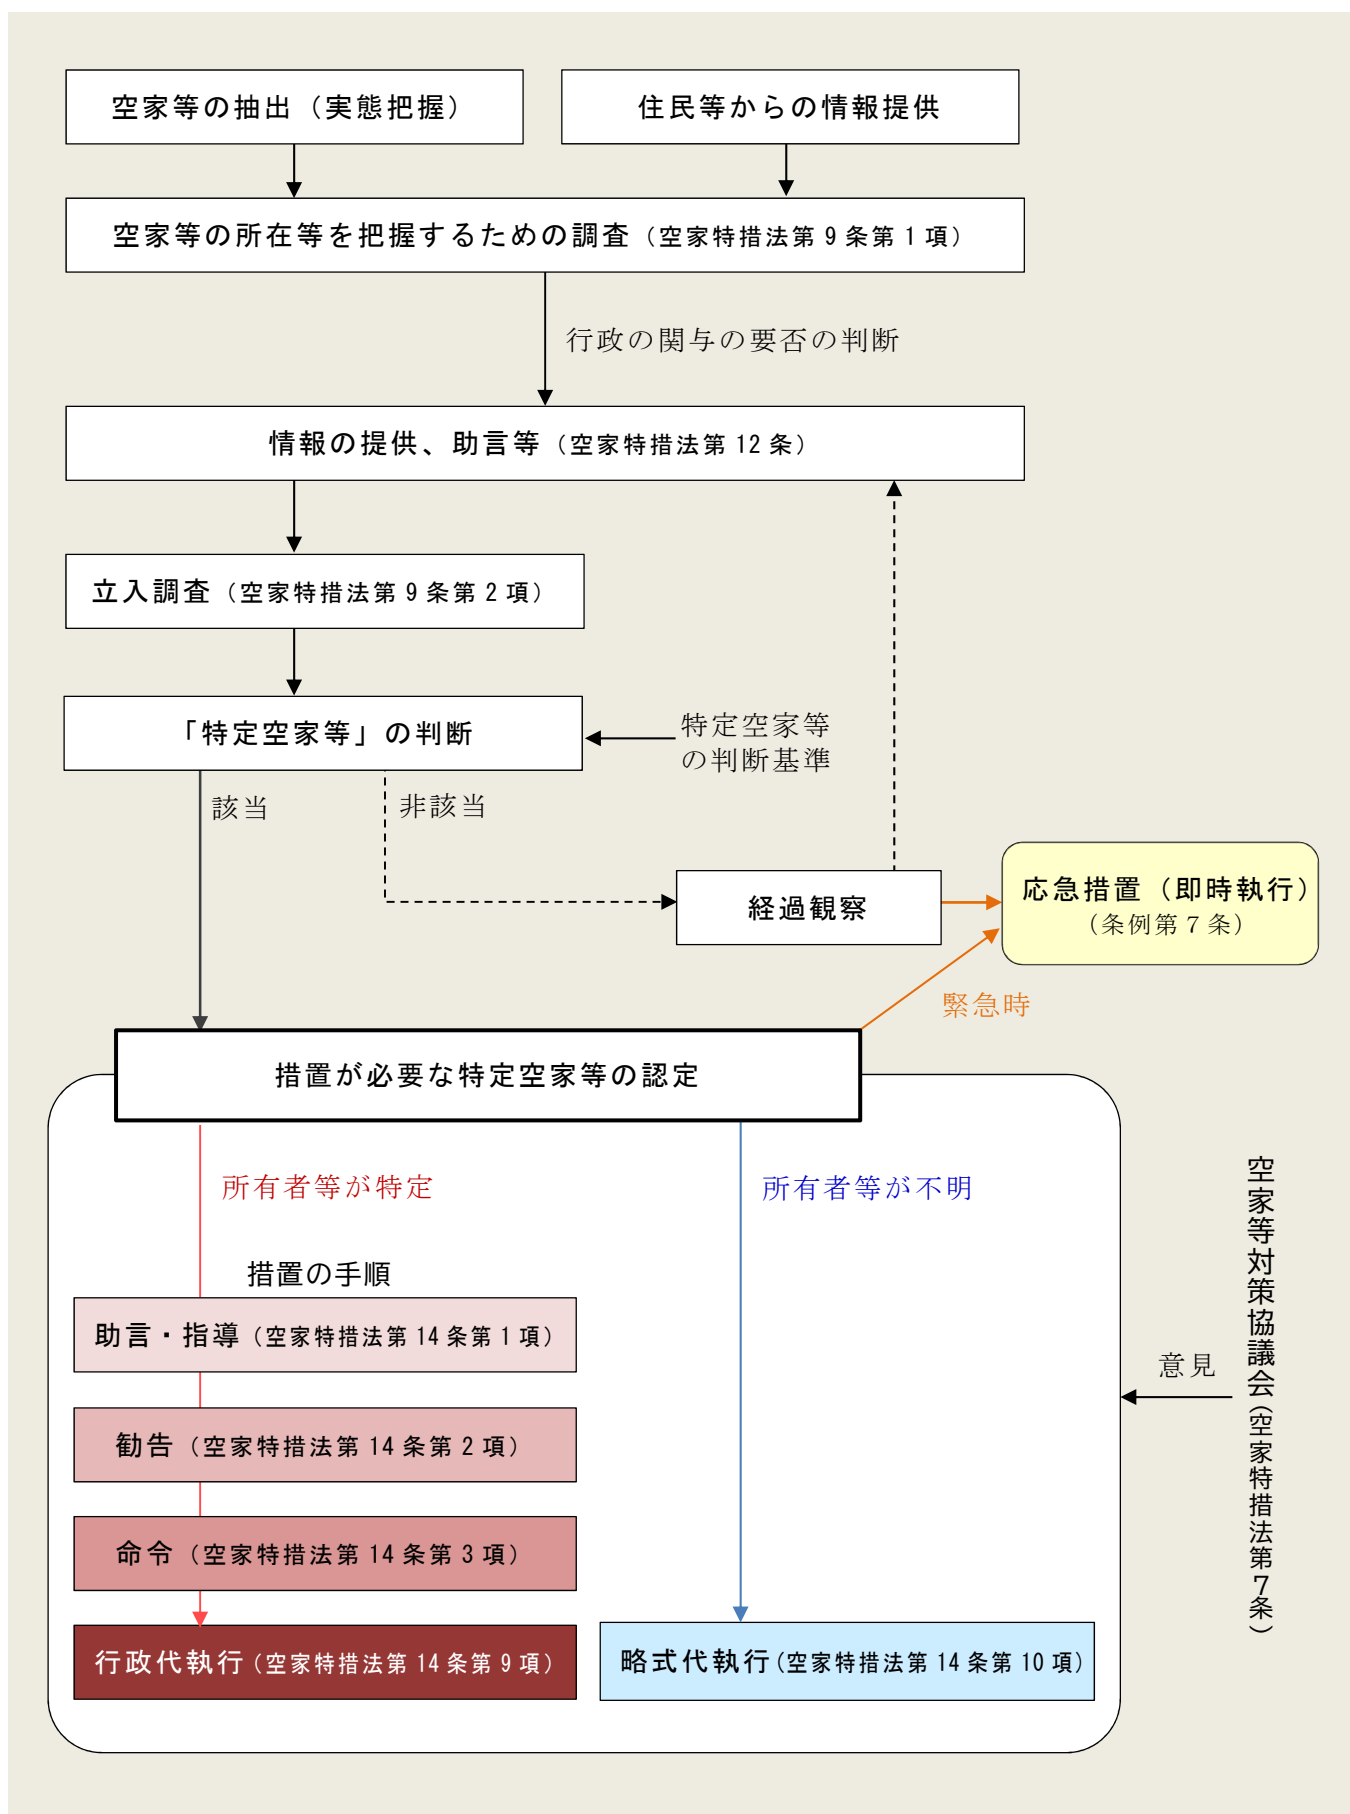 空家等の抽出（実態把握）
住民等からの情報提供
空家等の所在等を把握するための調査（空家特措法第9条第1項）
行政の関与の要否の判断
情報の提供、助言等（空家特措法第12条）
立入調査（空家特措法第9条第2項）
「特定空家等」の判断
特定空家等
の判断基準
該当
非該当
経過観察
応急措置（即時執行）
（条例第７条）
緊急時
措置が必要な特定空家等の認定
所有者等が特定
所有者等が不明
措置の手順
助言・指導（空家特措法第14条第1項）
勧告（空家特措法第14条第2項）
命令（空家特措法第14条第3項）
行政代執行（空家特措法第14条第9項）
略式代執行（空家特措法第14条第10項）
意見
空家等対策協議会（空家特措法第７条）